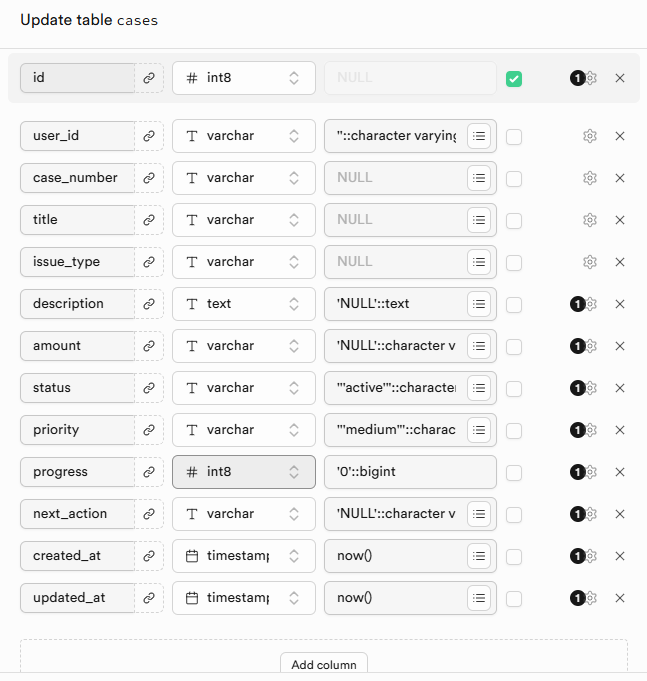 Update table cases
id # int8 NULL 1
user_id T varchar ''::character varying
case_number T varchar NULL
title T varchar NULL
issue_type T varchar NULL
description T text 'NULL'::text 1
amount T varchar 'NULL'::character v 1
status T varchar '''active'''::character 1
priority T varchar '''medium'''::charac 1
progress # int8 '0'::bigint 1
next_action T varchar 'NULL'::character v 1
created_at timestamp now() 1
updated_at timestamp now() 1
Add column